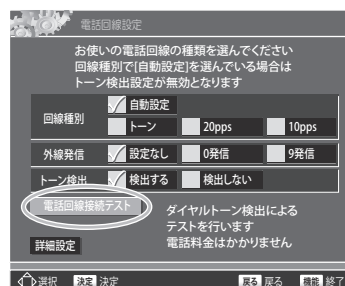 電話回線設定
お使いの電話回線の種類を選んでください
回線種別で[自動設定]を選んでいる場合は
トーン検出設定が無効となります
回線種別 自動設定
トーン 20pps 10pps
外線発信 設定なし 0発信 9発信
トーン検出 検出する 検出しない
電話回線接続テスト
ダイヤルトーン検出による
テストを行います
電話料金はかかりません
詳細設定
選択 決定 決定 戻る 戻る 機能 終了